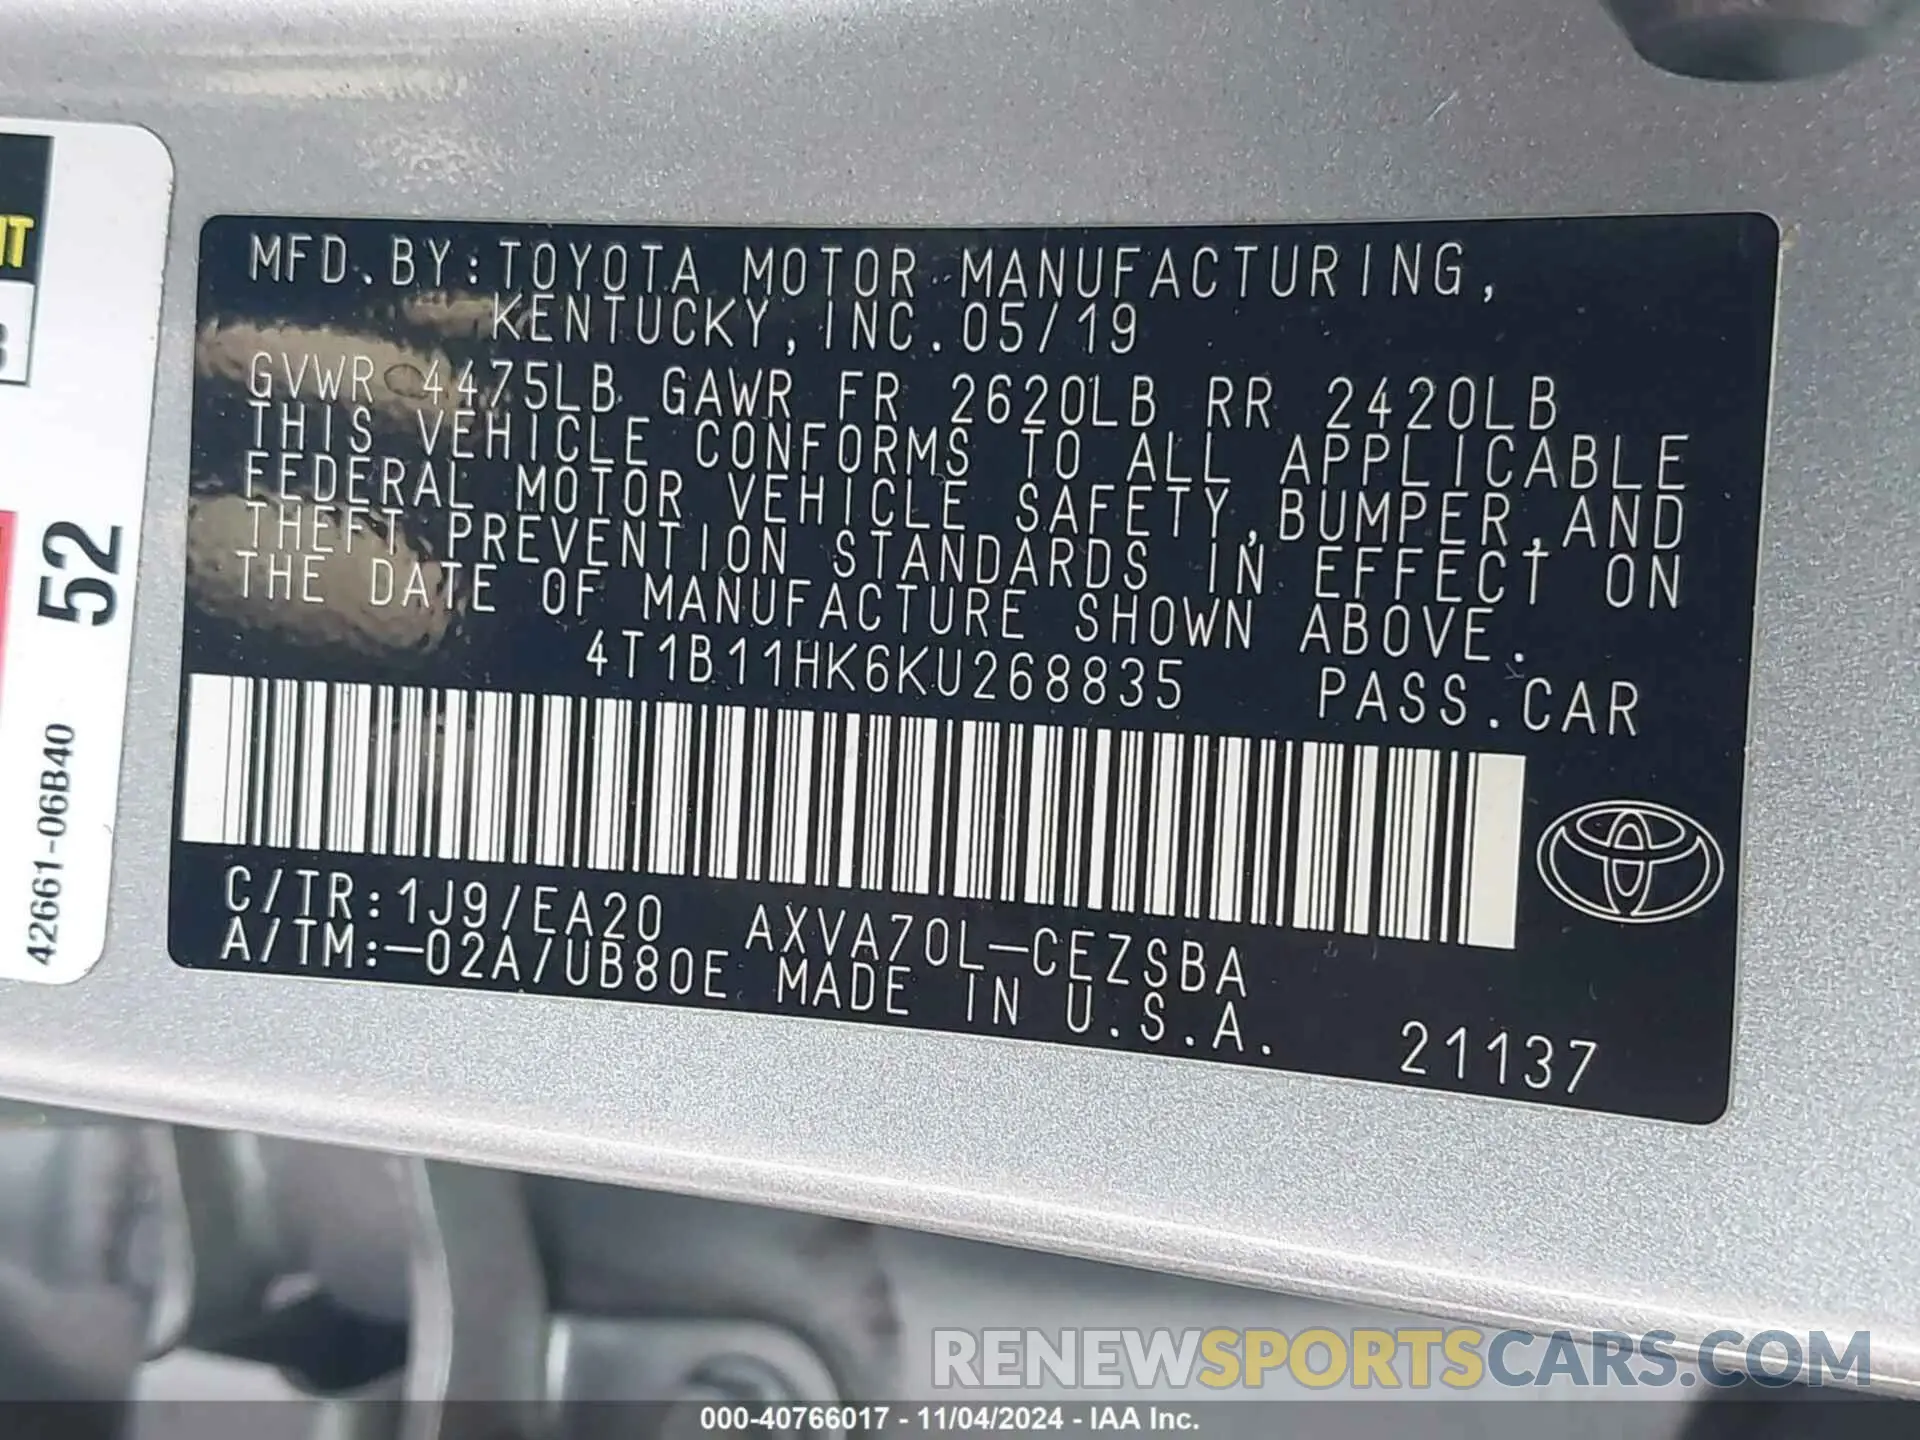 MFD.BY:TOYOTA MOTOR MANUFACTURING,
KENTUCKY,INC.05/19
GVWR 4475LB GAWR FR 2620LB RR 2420LB
THIS VEHICLE CONFORMS TO ALL APPLICABLE
FEDERAL MOTOR VEHICLE SAFETY,BUMPER,AND
THEFT PREVENTION STANDARDS IN EFFECT ON
THE DATE OF MANUFACTURE SHOWN ABOVE.
4T1B11HK6KU268835 PASS.CAR
C/TR:1J9/EA20 AXVA70L-CEZSBA
A/TM:-02A/UB80E MADE IN U.S.A.
21137
52
42661-06B40
RENEWSPORTSCARS.COM
000-40766017 - 11/04/2024 - IAA Inc.